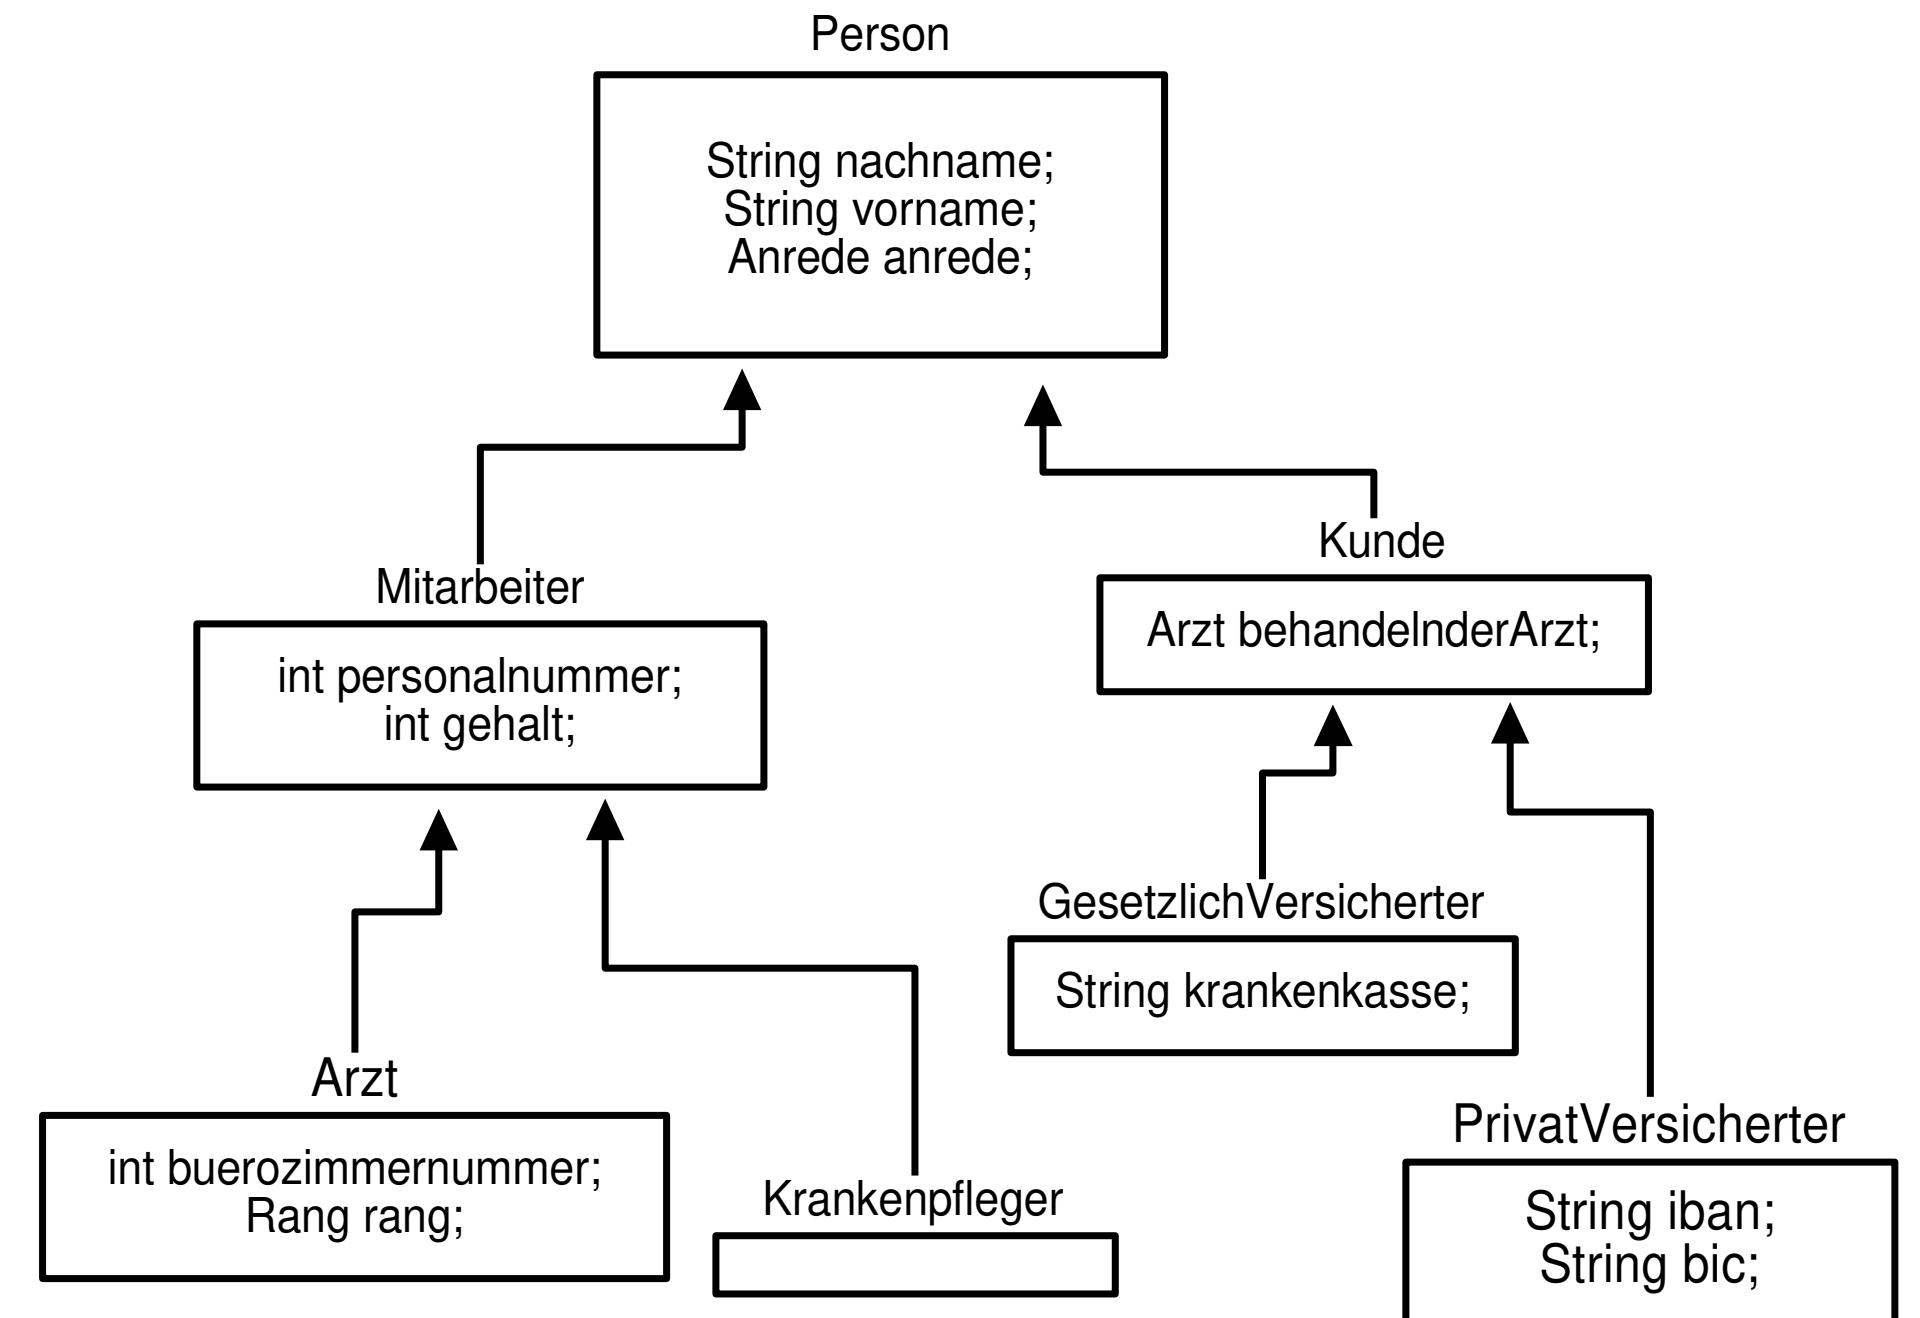 Person
String nachname;
String vorname;
Anrede anrede;
Mitarbeiter
int personalnummer;
int gehalt;
Kunde
Arzt behandelnderArzt;
GesetzlichVersicherter
String krankenkasse;
Arzt
int buerozimmernummer;
Rang rang;
Krankenpfleger
PrivatVersicherter
String iban;
String bic;